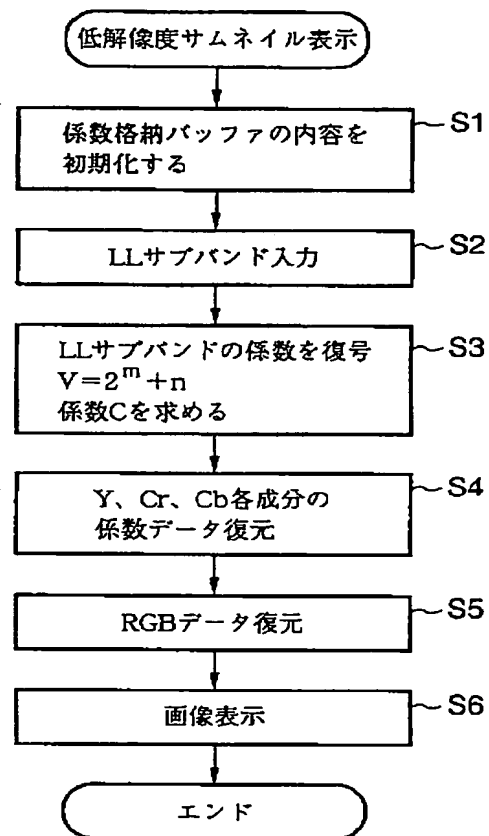 低解像度サムネイル表示
係数格納バッファの内容を
初期化する
S1
LLサブバンド入力
S2
LLサブバンドの係数を復号
V=2^m+n
係数Cを求める
S3
Y、Cr、Cb各成分の
係数データ復元
S4
RGBデータ復元
S5
画像表示
S6
エンド